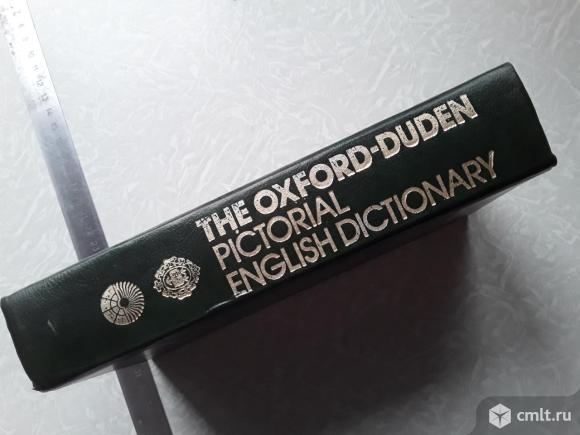 THE OXFORD-DUDEN
PICTORIAL
ENGLISH DICTIONARY
cmlt.ru